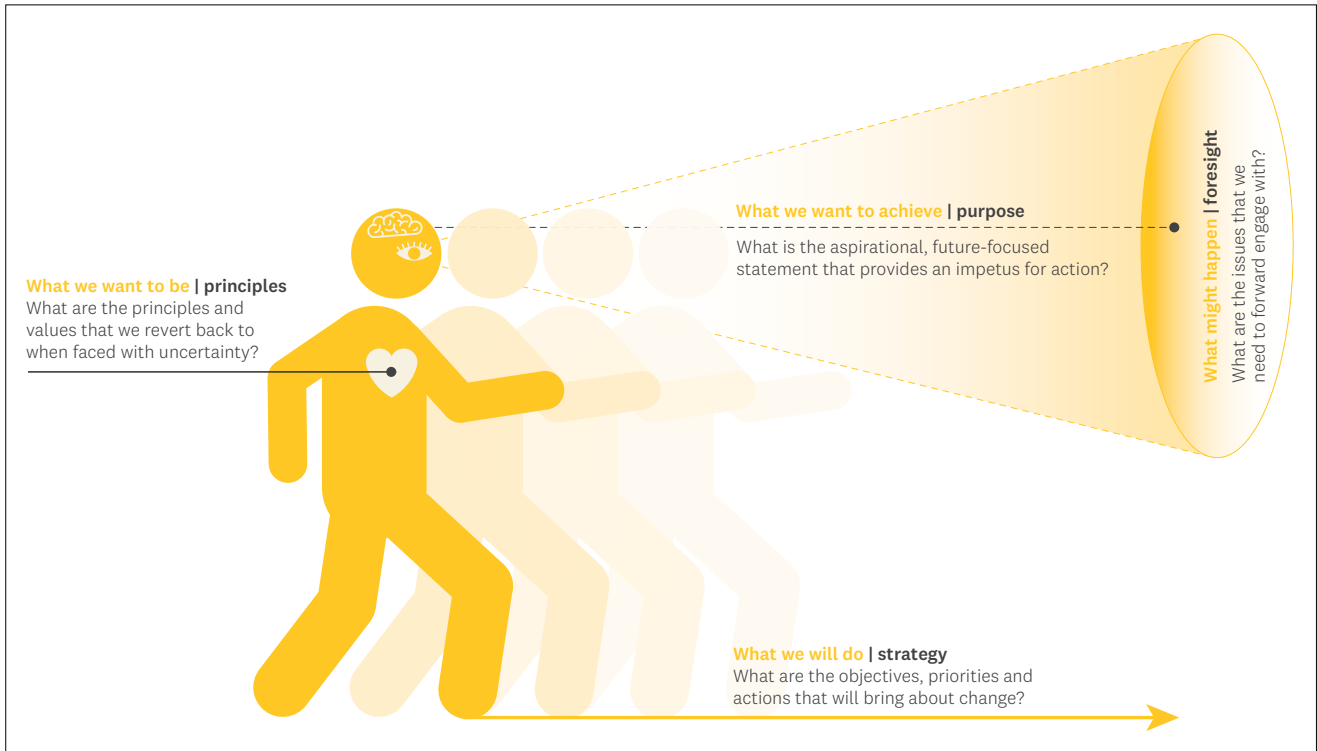 What we want to be | principles
What are the principles and
values that we revert back to
when faced with uncertainty?
What we want to achieve | purpose
What is the aspirational, future-focused
statement that provides an impetus for action?
What might happen | foresight
What are the issues that we
need to forward engage with?
What we will do | strategy
What are the objectives, priorities and
actions that will bring about change?